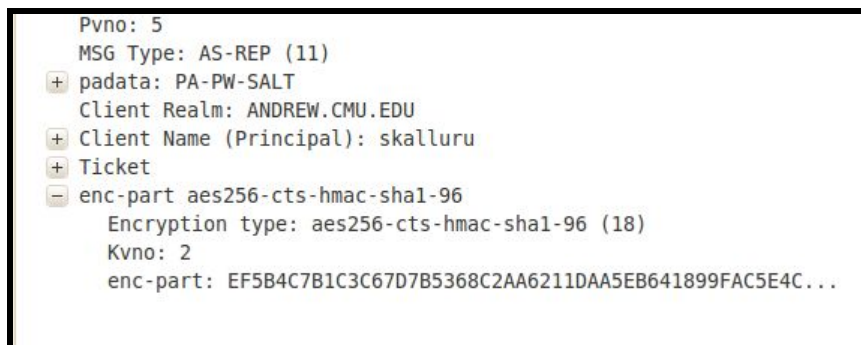 Pvno: 5
MSG Type: AS-REP (11)
padata: PA-PW-SALT
Client Realm: ANDREW.CMU.EDU
Client Name (Principal): skalluru
Ticket
enc-part aes256-cts-hmac-sha1-96
Encryption type: aes256-cts-hmac-sha1-96 (18)
Kvno: 2
enc-part: EF5B4C7B1C3C67D7B5368C2AA6211DAA5EB641899FAC5E4C...